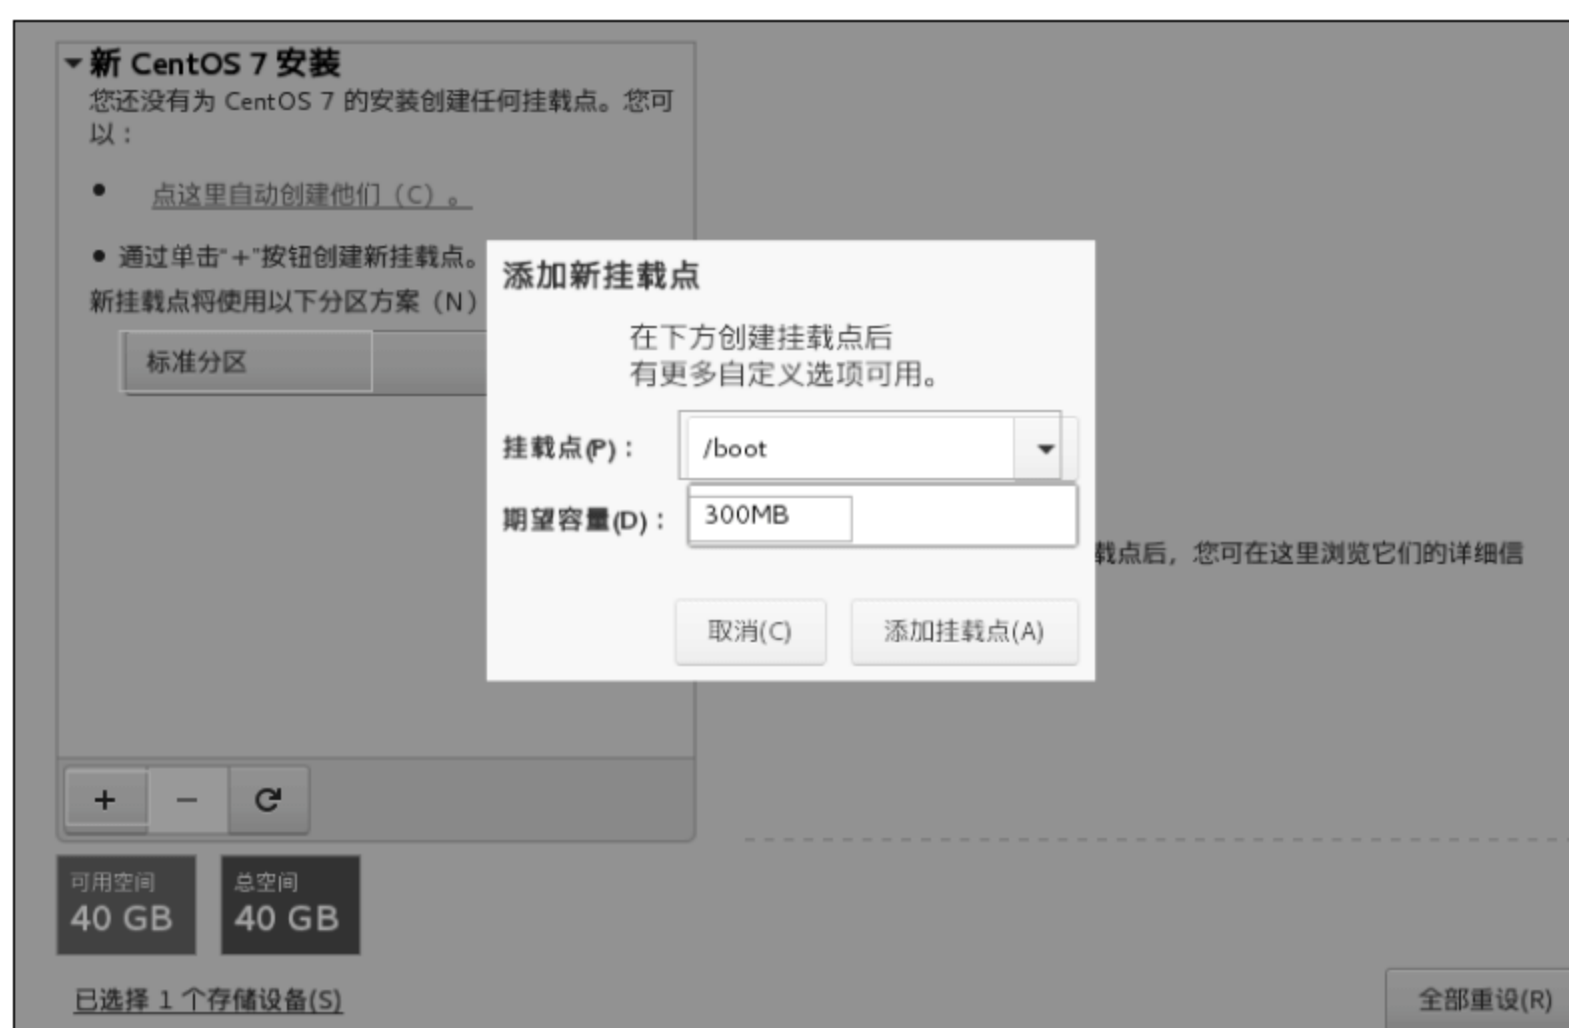 新 CentOS 7 安装
您还没有为 CentOS 7 的安装创建任何挂载点。您可
以：
点这里自动创建他们（C）。
通过单击“+”按钮创建新挂载点。
新挂载点将使用以下分区方案（N）
标准分区
添加新挂载点
在下方创建挂载点后
有更多自定义选项可用。
挂载点(P)： /boot
期望容量(D)： 300MB
取消(C) 添加挂载点(A)
载点后，您可在这里浏览它们的详细信
+ −
可用空间
40 GB
总空间
40 GB
已选择 1 个存储设备(S)
全部重设(R)